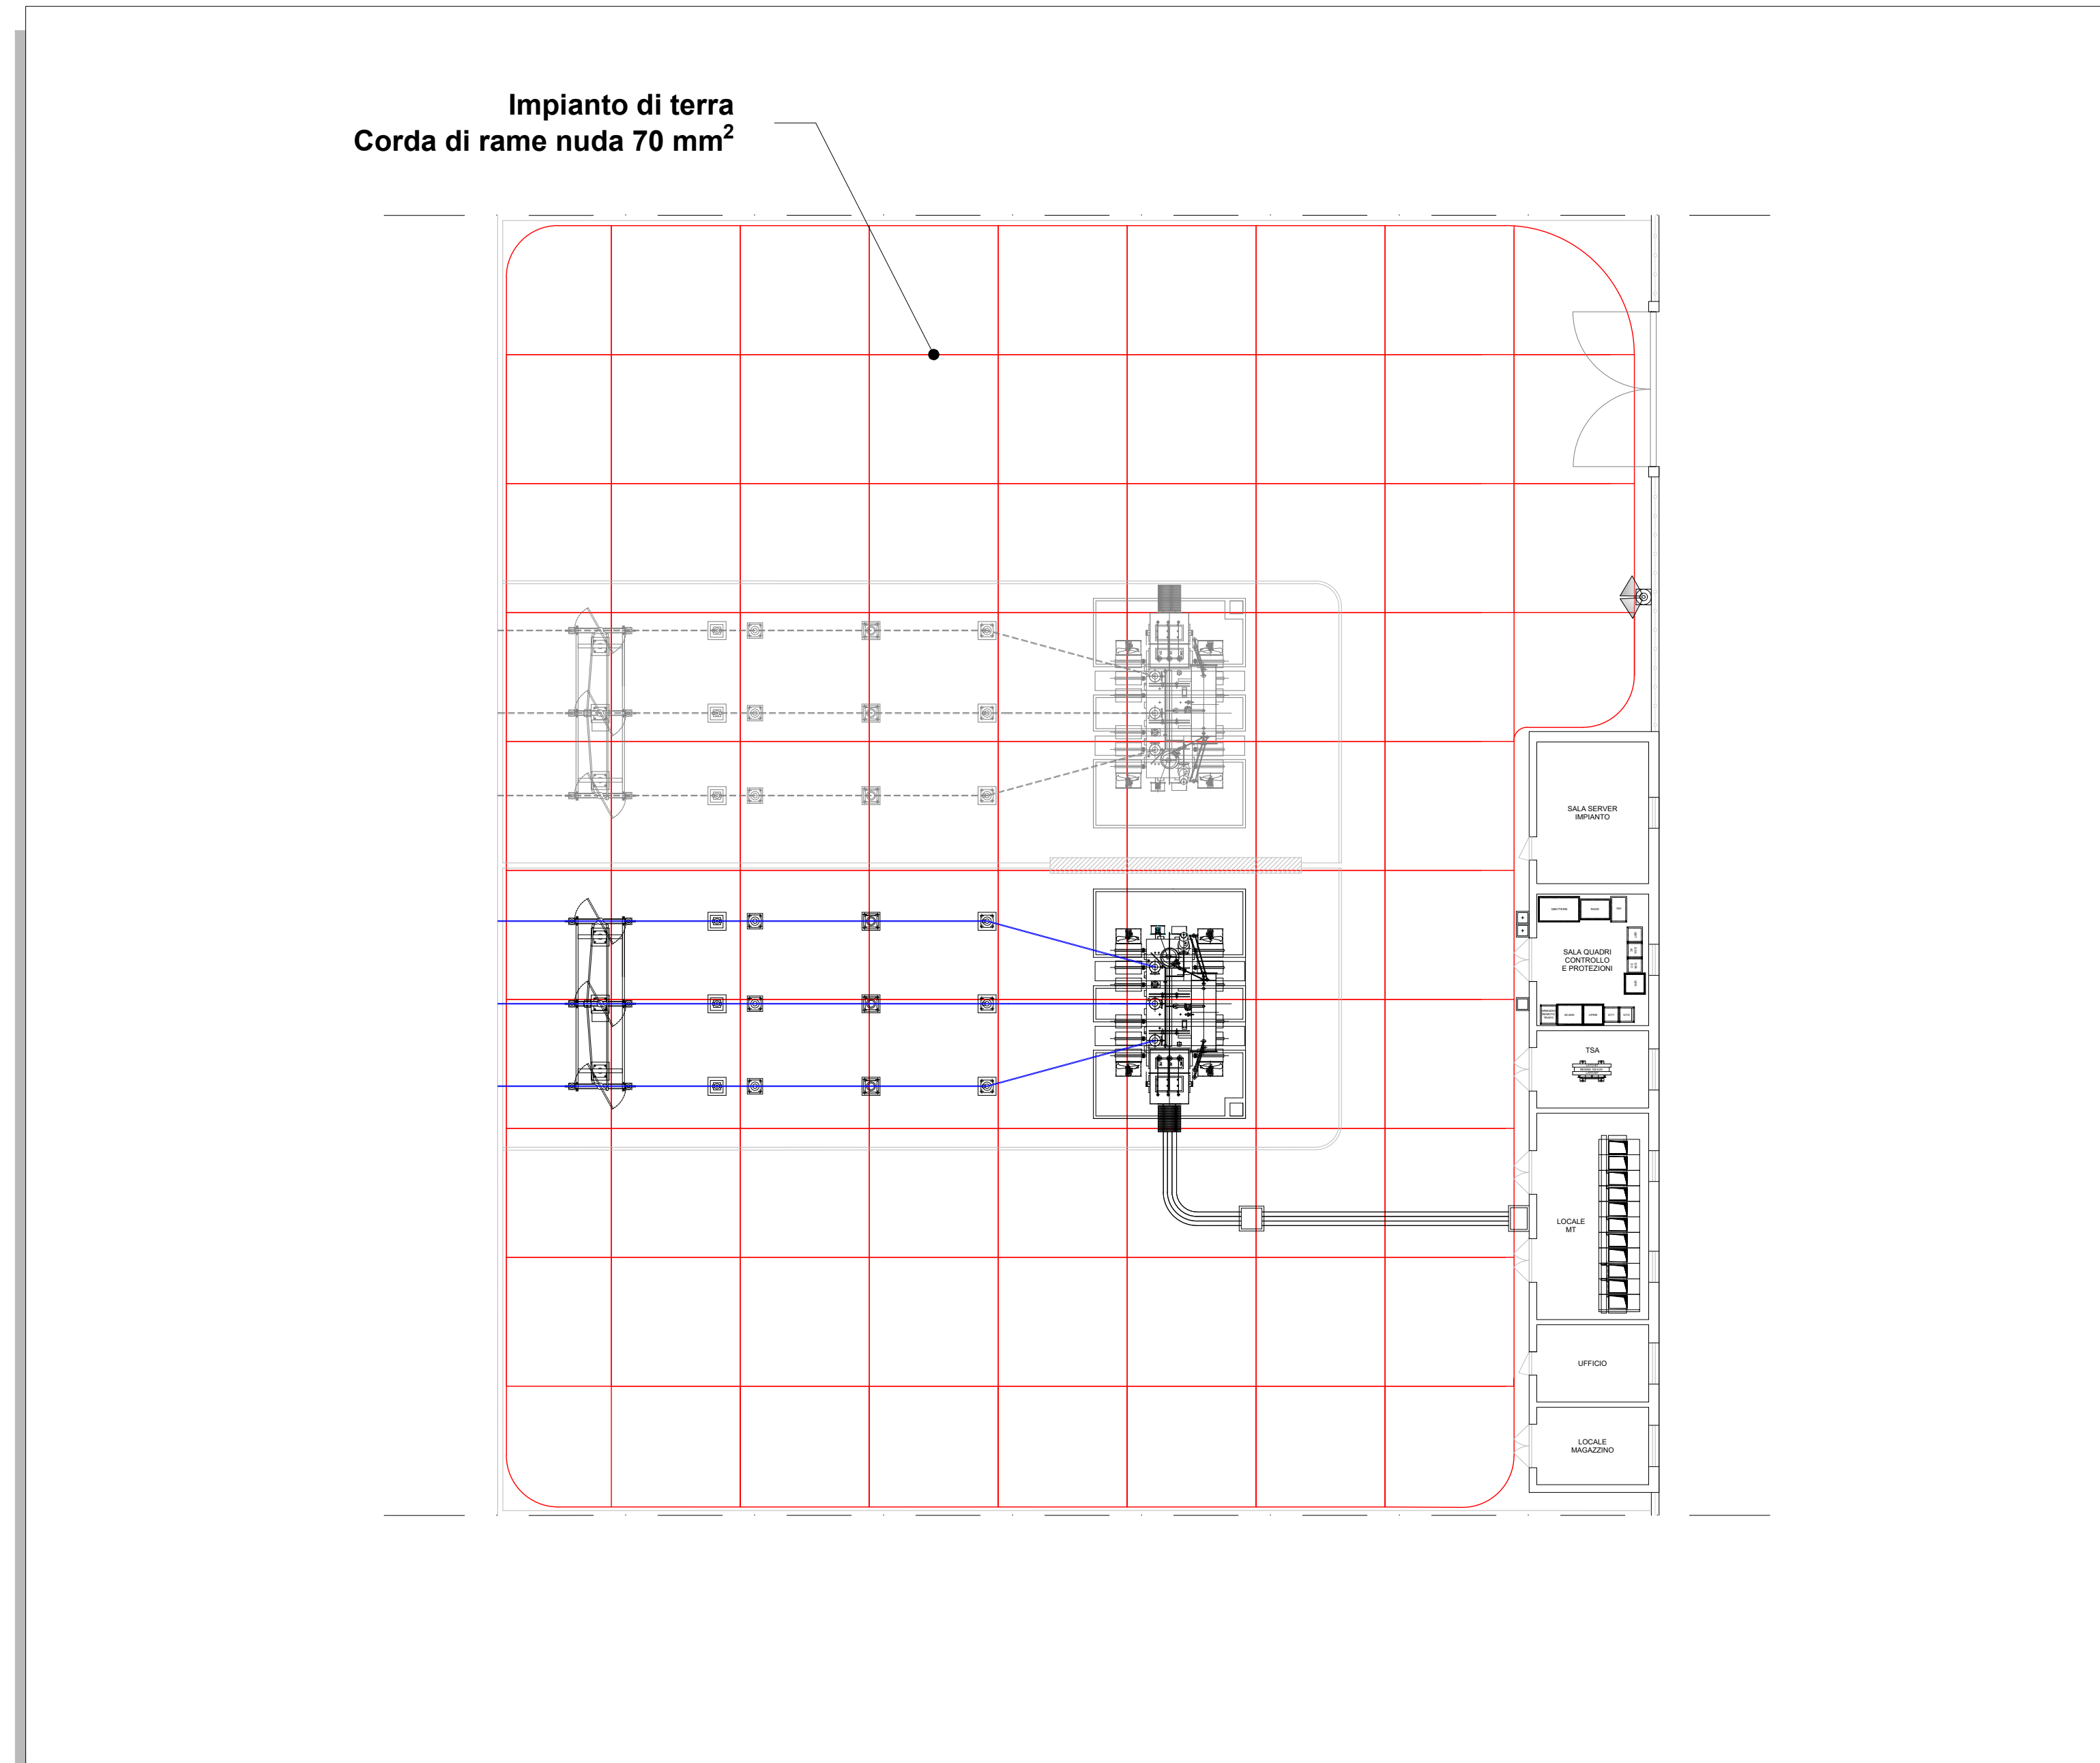 Impianto di terra
Corda di rame nuda 70 mm²
SALA SERVER
IMPIANTO
SALA QUADRI
CONTROLLO
E PROTEZIONI
TSA
LOCALE
MT
UFFICIO
LOCALE
MAGAZZINO